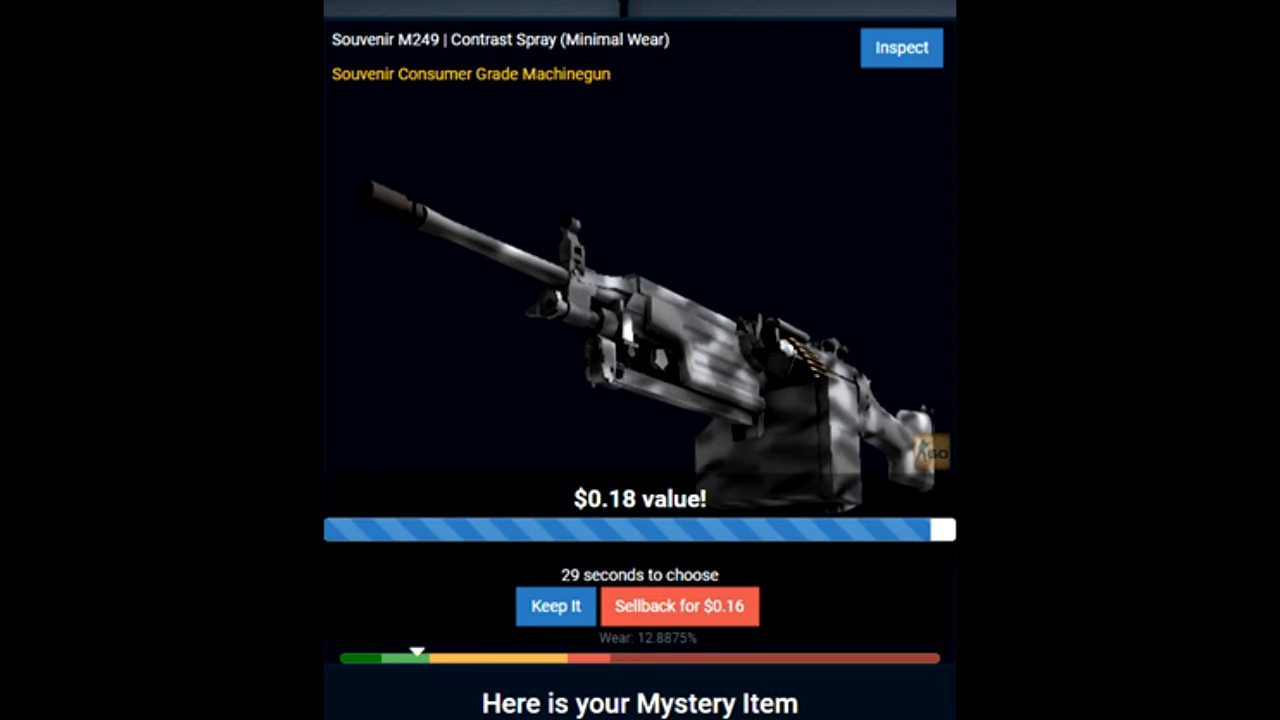 Souvenir M249 | Contrast Spray (Minimal Wear)
Inspect
Souvenir Consumer Grade Machinegun
GO
$0.18 value!
29 seconds to choose
Keep It
Sellback for $0.16
Wear: 12.8875%
Here is your Mystery Item